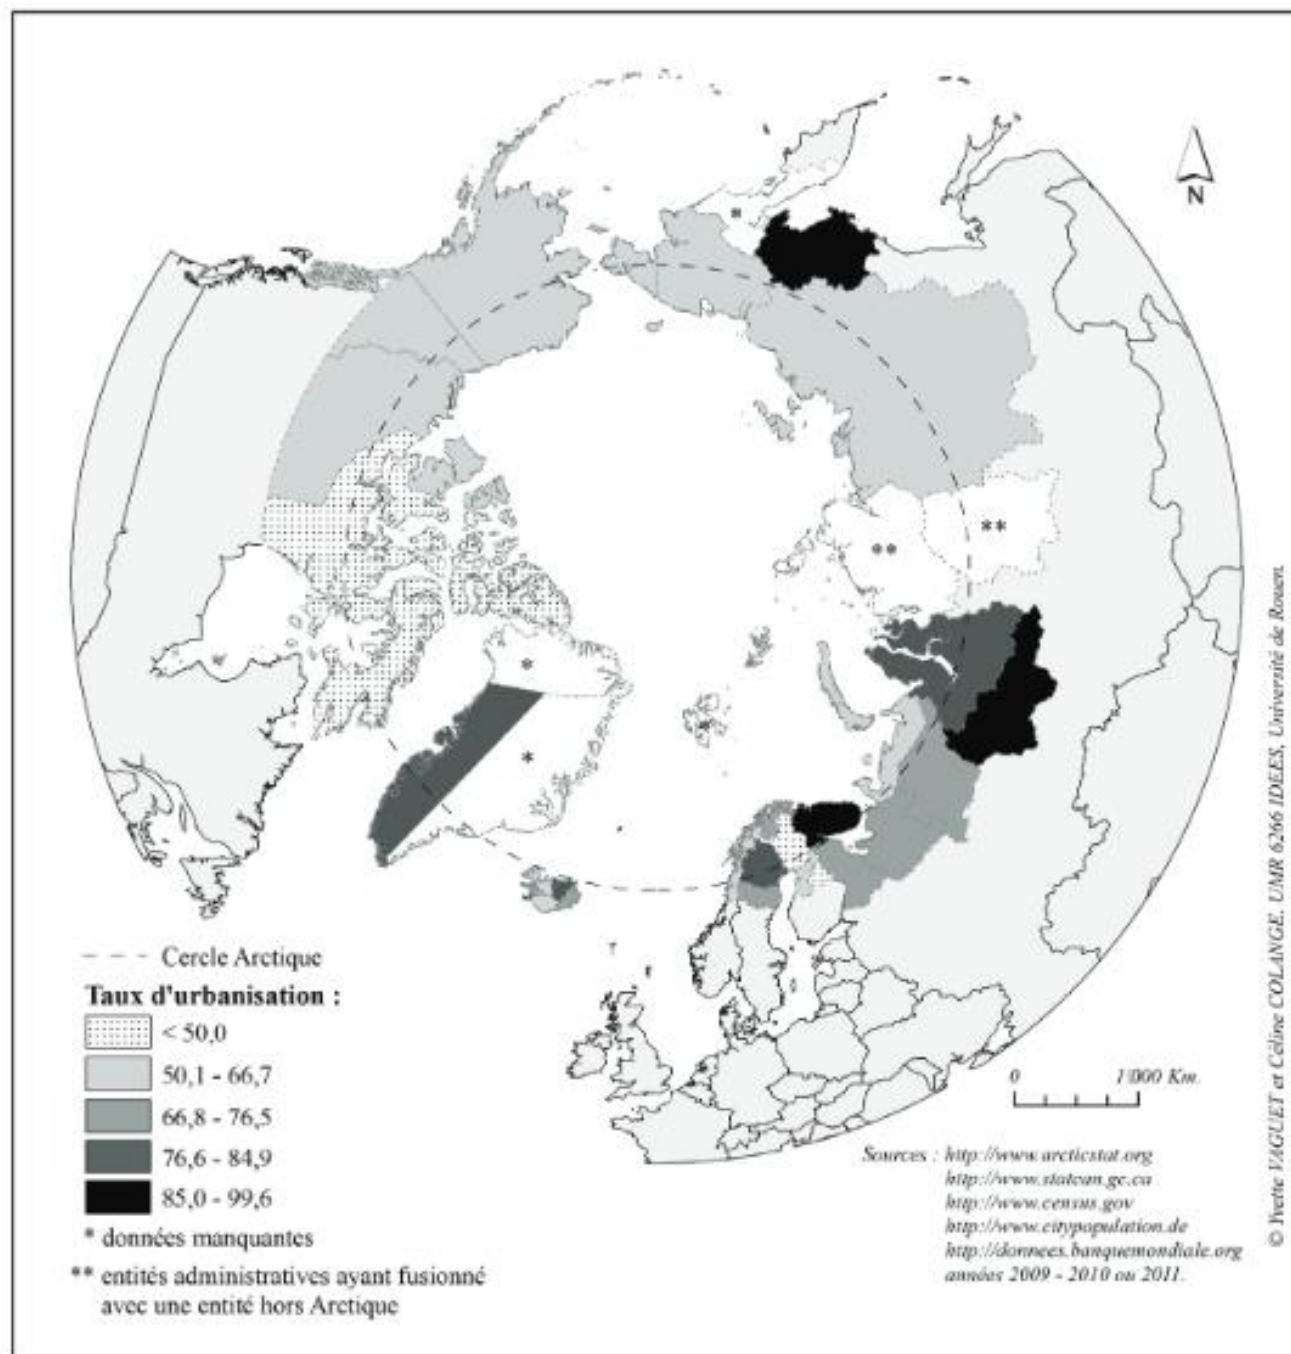 N
*
**
**
*
*
Cercle Arctique
Taux d'urbanisation :
< 50,0
50,1 - 66,7
66,8 - 76,5
76,6 - 84,9
85,0 - 99,6
* données manquantes
** entités administratives ayant fusionné
avec une entité hors Arctique
0 1 000 Km.
Sources : http://www.arcticstat.org
http://www.statcan.gc.ca
http://www.census.gov
http://www.citypopulation.de
http://donnees.banquemondiale.org
années 2009 - 2010 ou 2011.
© Yvette VAGUET et Céline COLANGE. UMR 6266 IDEES, Université de Rouen.